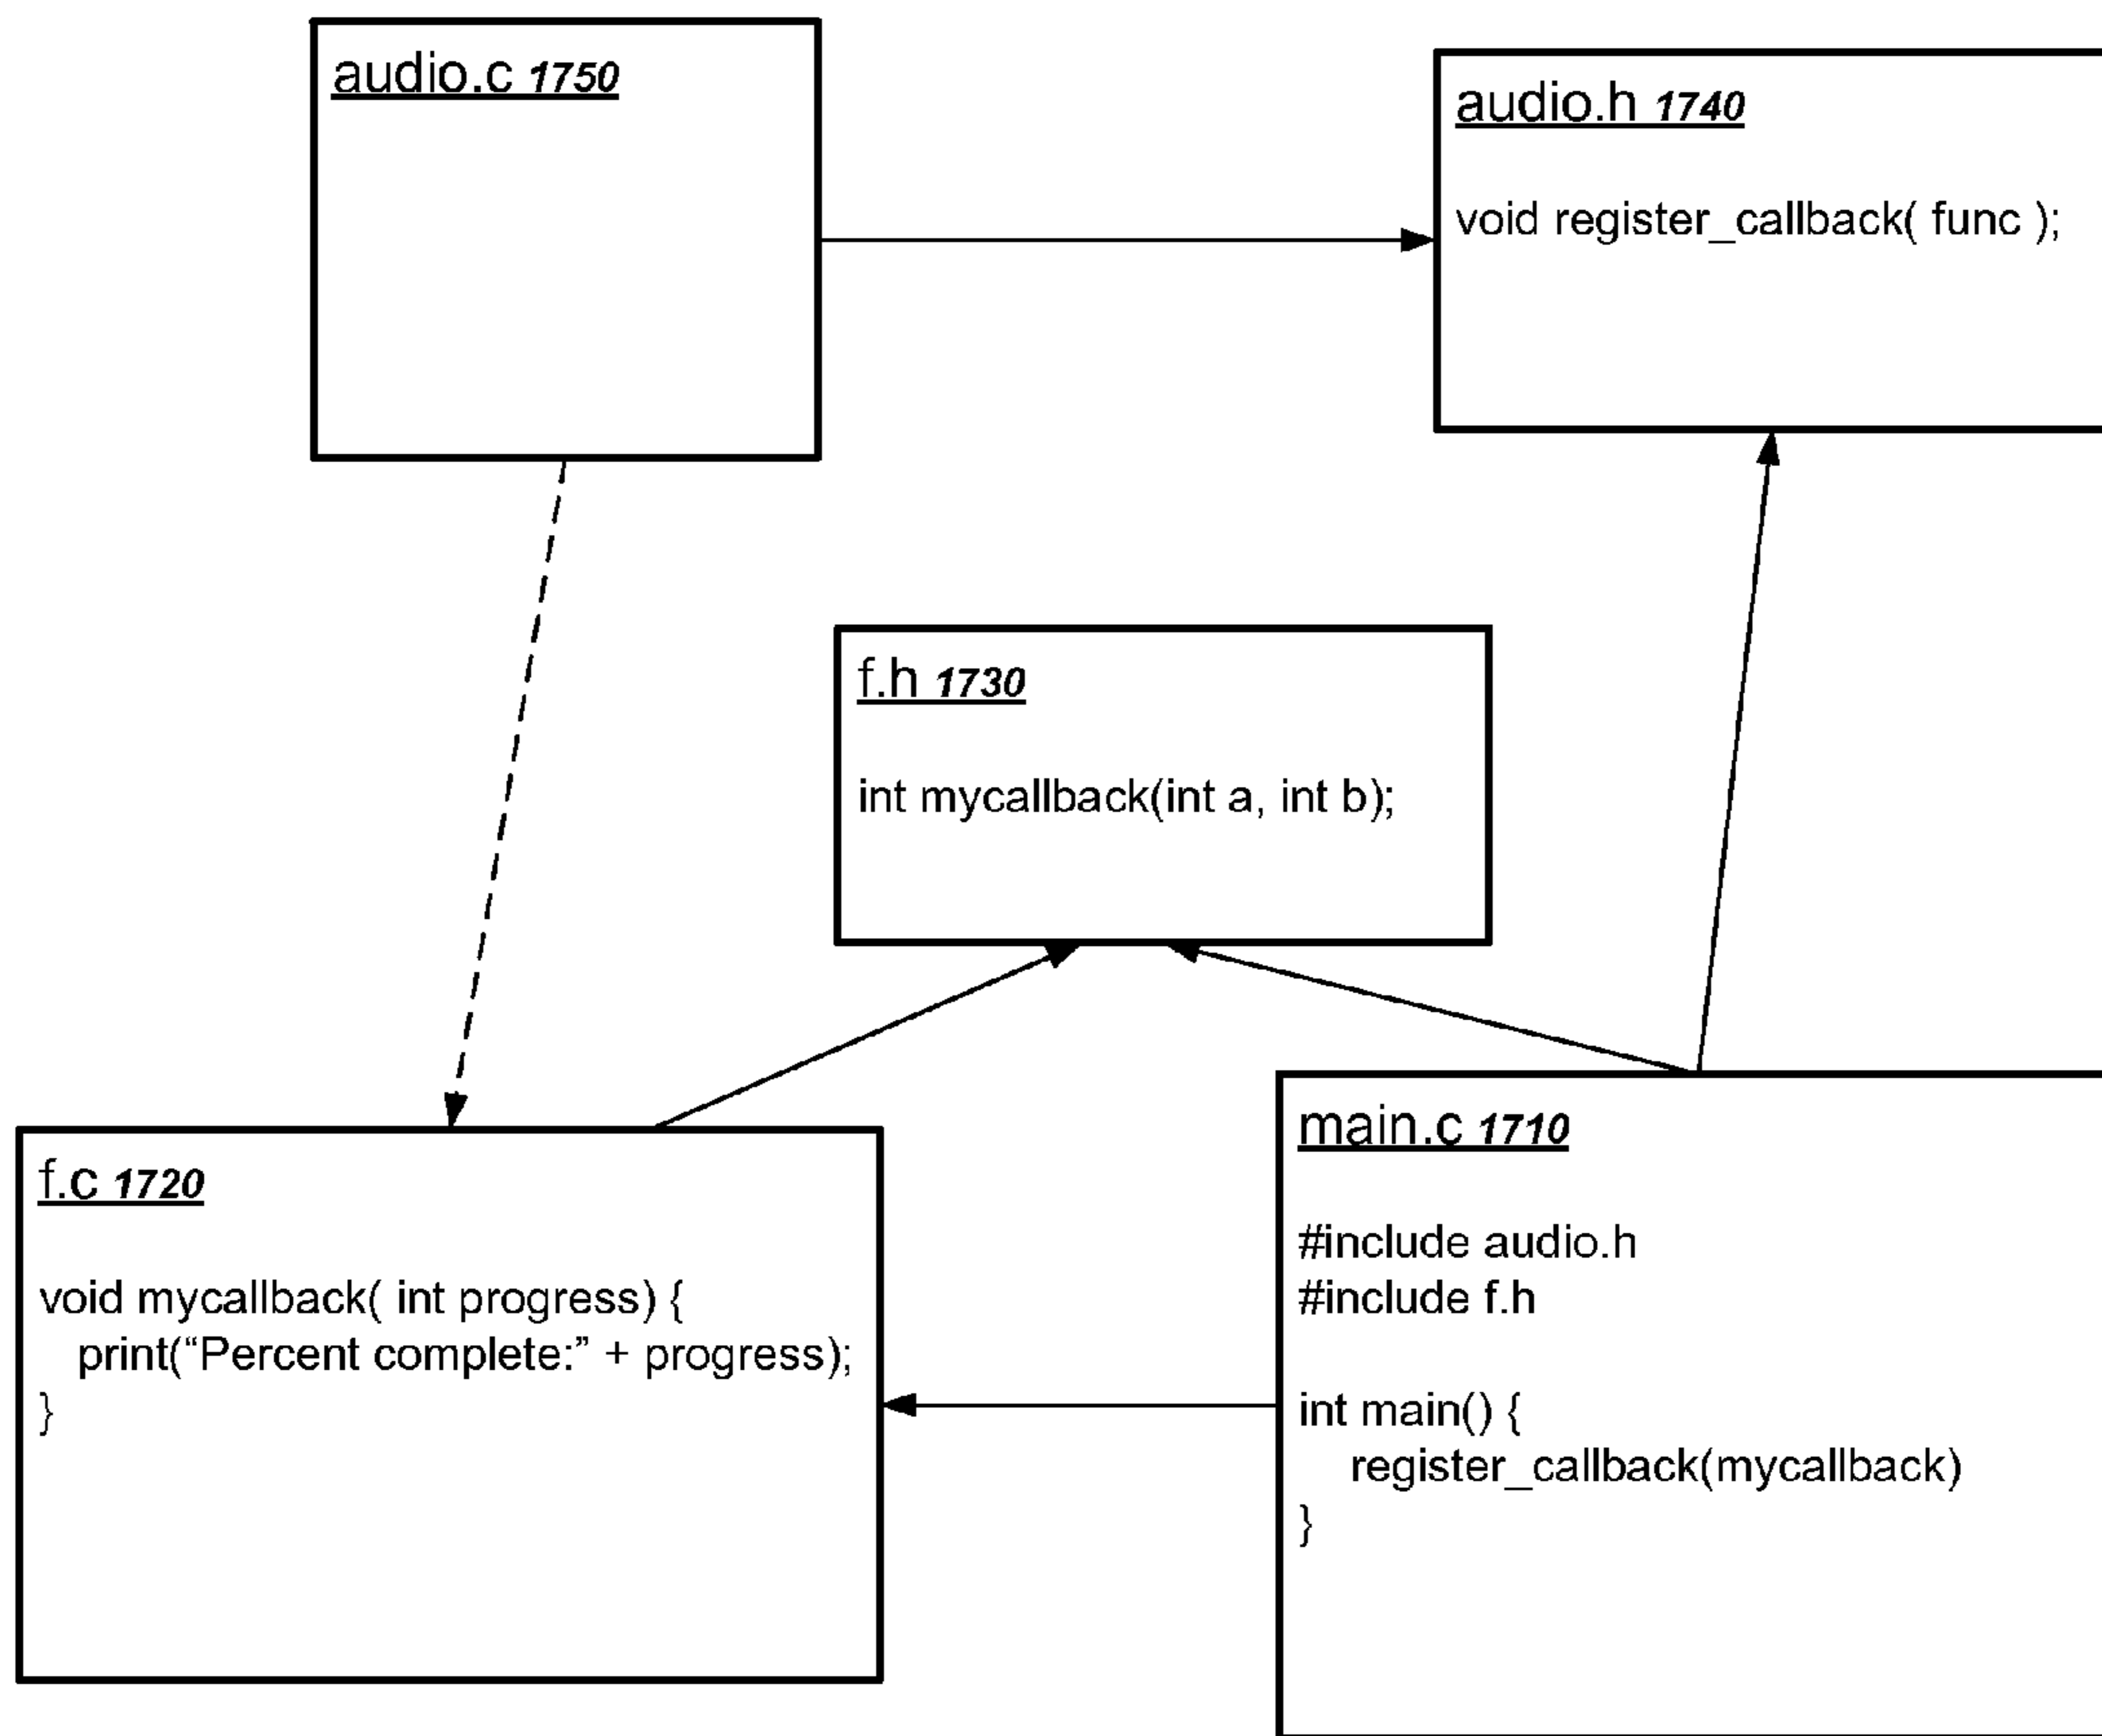 audio.c 1750
audio.h 1740
void register_callback( func );
f.h 1730
int mycallback(int a, int b);
f.c 1720
void mycallback( int progress) {
print(“Percent complete:” + progress);
}
main.c 1710
#include audio.h
#include f.h
int main() {
register_callback(mycallback)
}